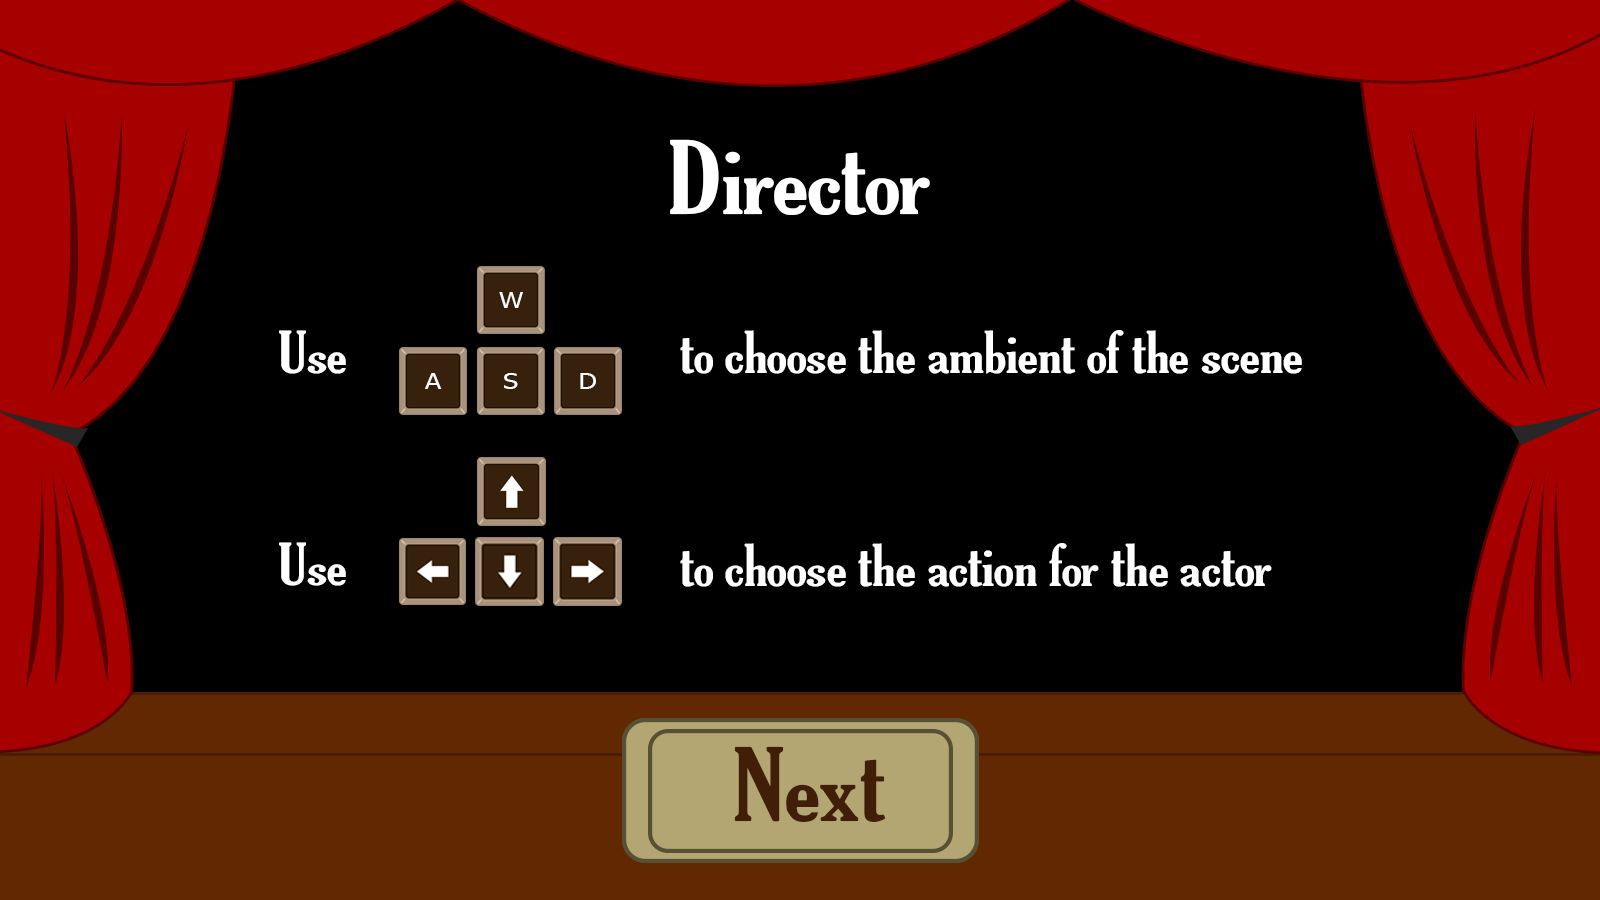 Director
W
Use A S D to choose the ambient of the scene
Use to choose the action for the actor
Next